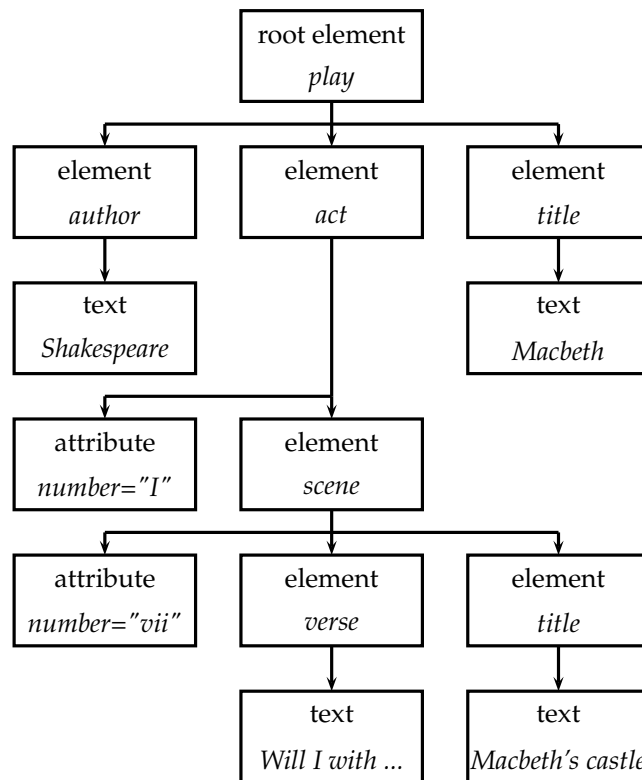 root element
play
element
author
element
act
element
title
text
Shakespeare
text
Macbeth
attribute
number="I"
element
scene
attribute
number="vii"
element
verse
element
title
text
Will I with ...
text
Macbeth's castle